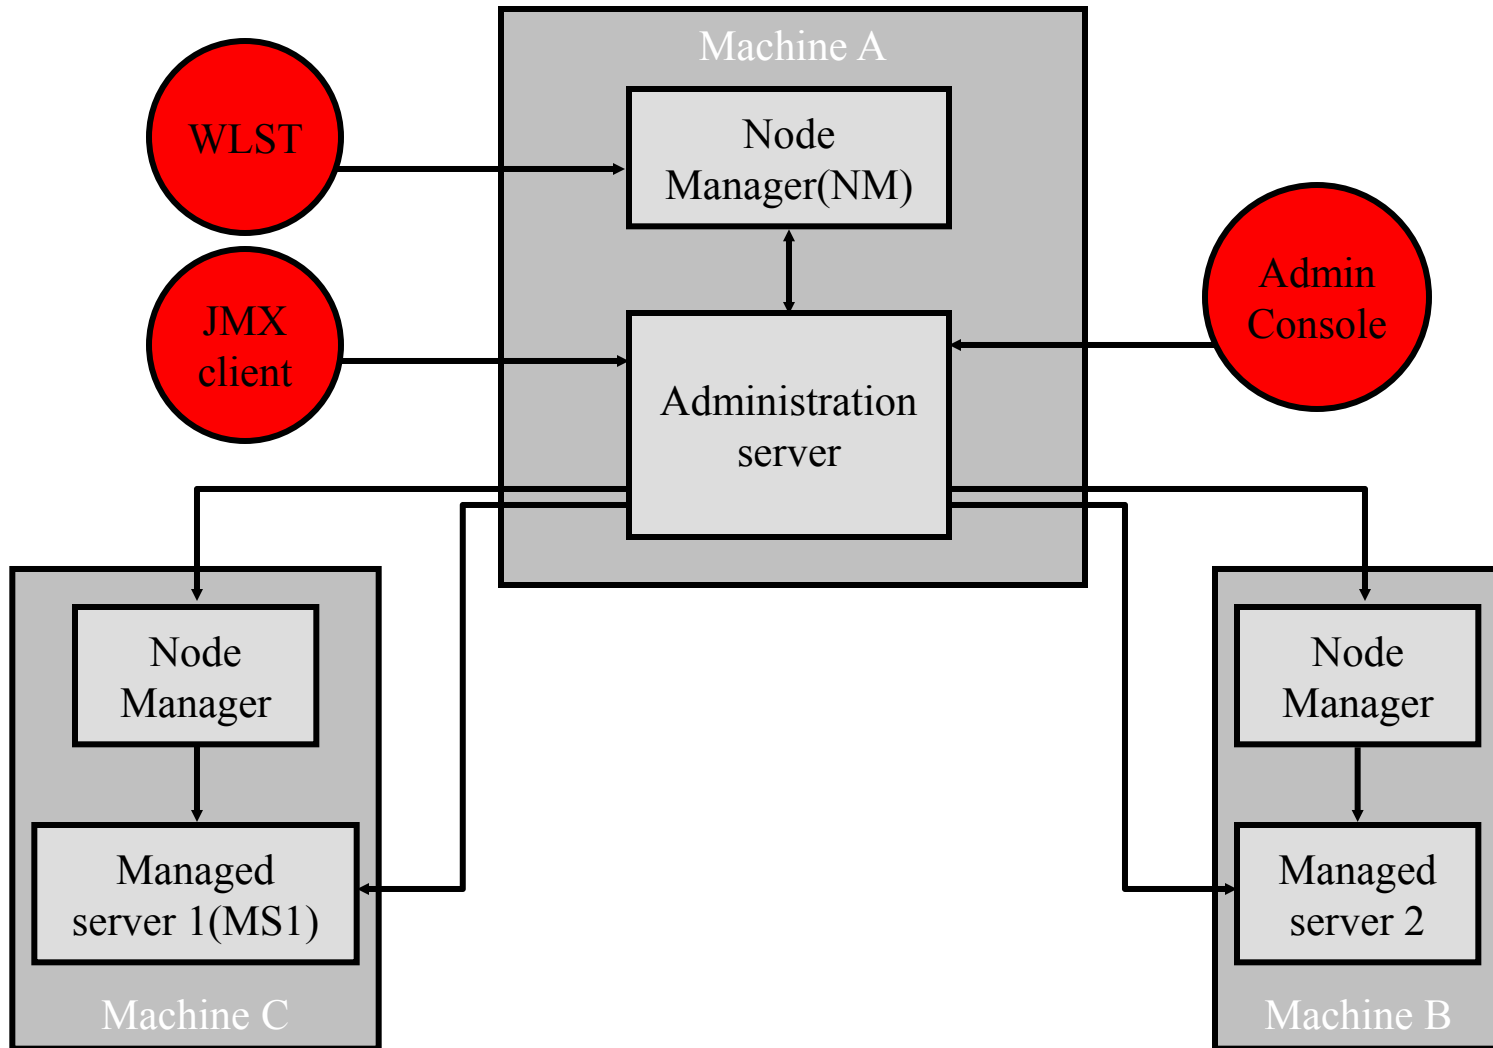 Machine A
WLST
Node
Manager(NM)
JMX
client
Admin
Console
Administration
server
Node
Manager
Managed
server 1(MS1)
Machine C
Node
Manager
Managed
server 2
Machine B